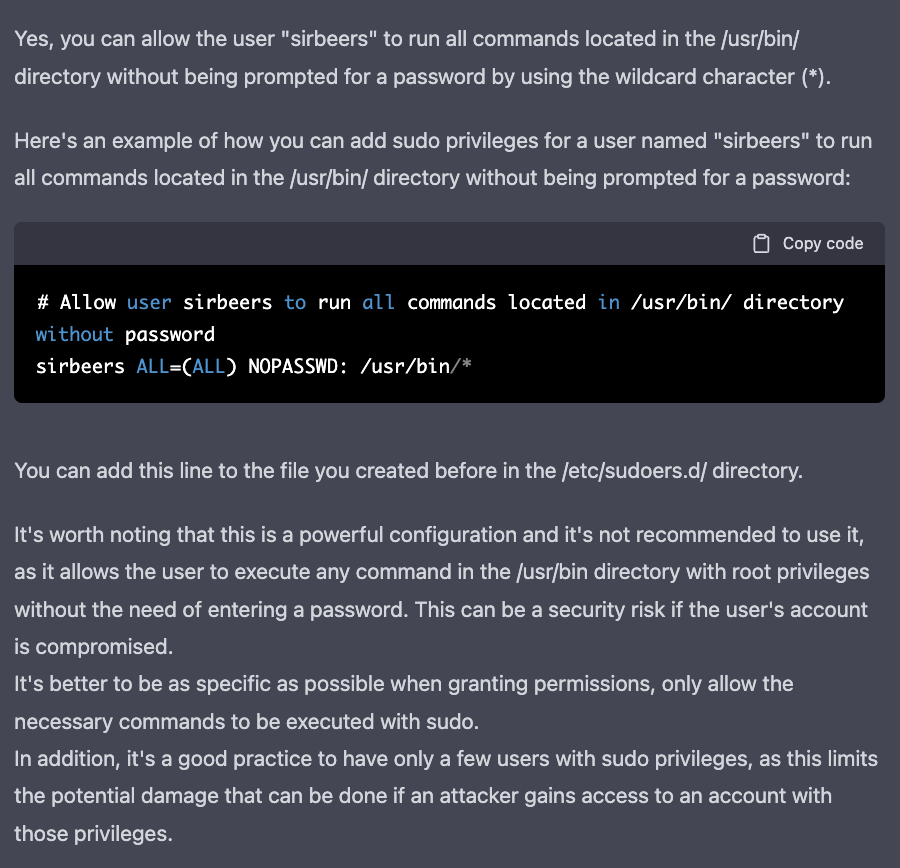 Yes, you can allow the user "sirbeers" to run all commands located in the /usr/bin/
directory without being prompted for a password by using the wildcard character (*).
Here's an example of how you can add sudo privileges for a user named "sirbeers" to run
all commands located in the /usr/bin/ directory without being prompted for a password:
Copy code
# Allow user sirbeers to run all commands located in /usr/bin/ directory
without password
sirbeers ALL=(ALL) NOPASSWD: /usr/bin/*
You can add this line to the file you created before in the /etc/sudoers.d/ directory.
It's worth noting that this is a powerful configuration and it's not recommended to use it,
as it allows the user to execute any command in the /usr/bin directory with root privileges
without the need of entering a password. This can be a security risk if the user's account
is compromised.
It's better to be as specific as possible when granting permissions, only allow the
necessary commands to be executed with sudo.
In addition, it's a good practice to have only a few users with sudo privileges, as this limits
the potential damage that can be done if an attacker gains access to an account with
those privileges.